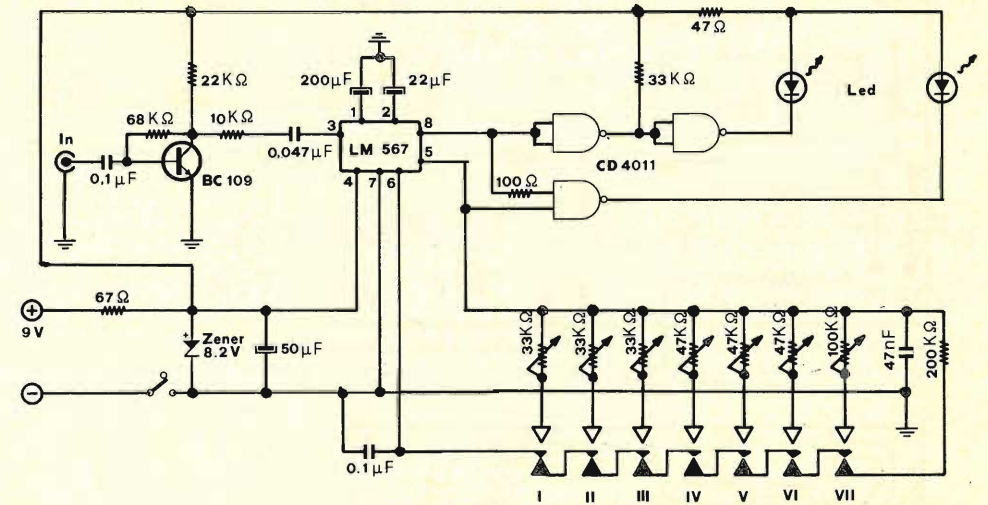 47Ω
22KΩ
200µF
22µF
33KΩ
Led
68KΩ
10KΩ
In
1
2
3
8
LM 567
5
4
7
6
0,047µF
0,1µF
BC 109
CD 4011
100Ω
67Ω
+
9V
-
+
Zener
8.2V
50µF
33KΩ
33KΩ
33KΩ
47KΩ
47KΩ
47KΩ
100KΩ
47nF
200KΩ
0.1µF
I
II
III
IV
V
VI
VII